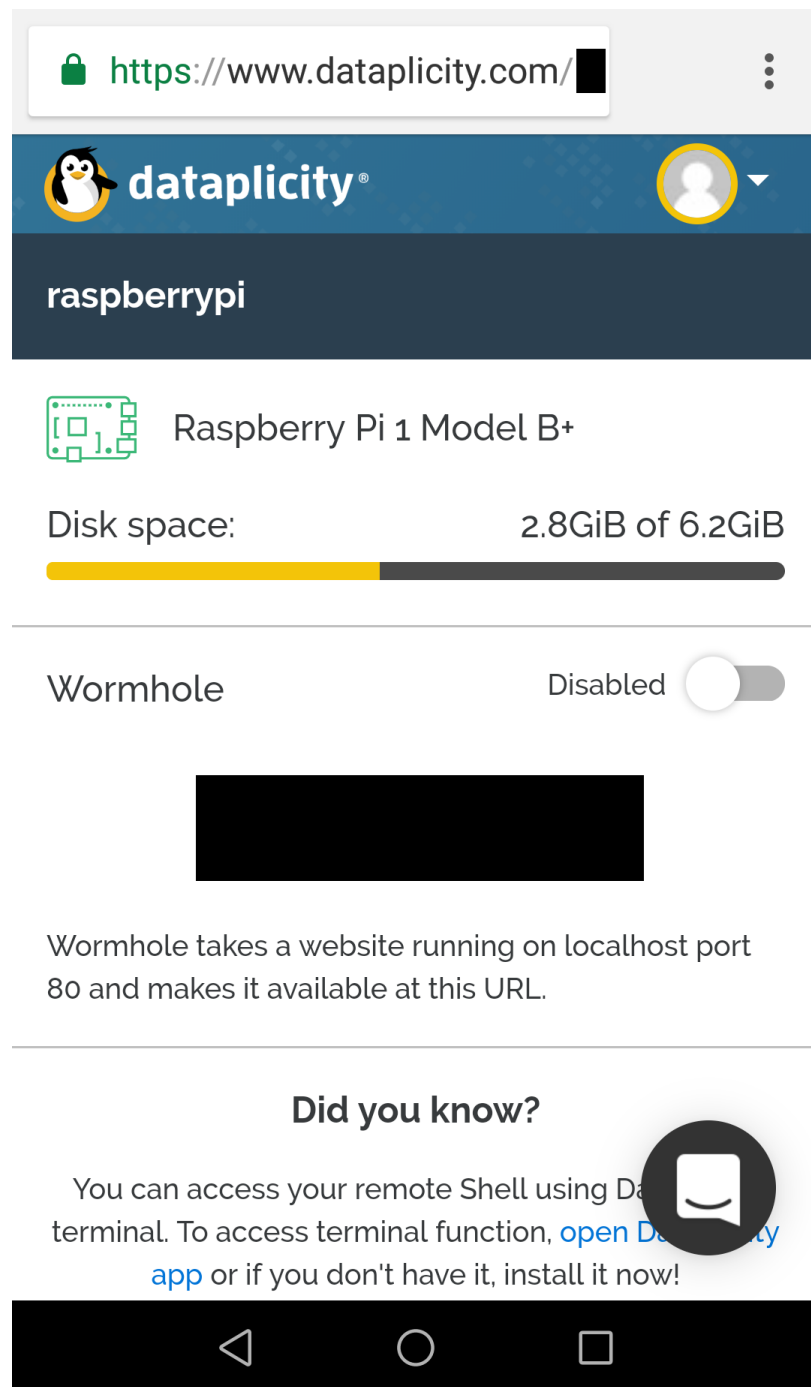 https://www.dataplicity.com/
dataplicity®
raspberrypi
Raspberry Pi 1 Model B+
Disk space: 2.8GiB of 6.2GiB
Wormhole Disabled
Wormhole takes a website running on localhost port
80 and makes it available at this URL.
Did you know?
You can access your remote Shell using
terminal. To access terminal function, open
app or if you don't have it, install it now!